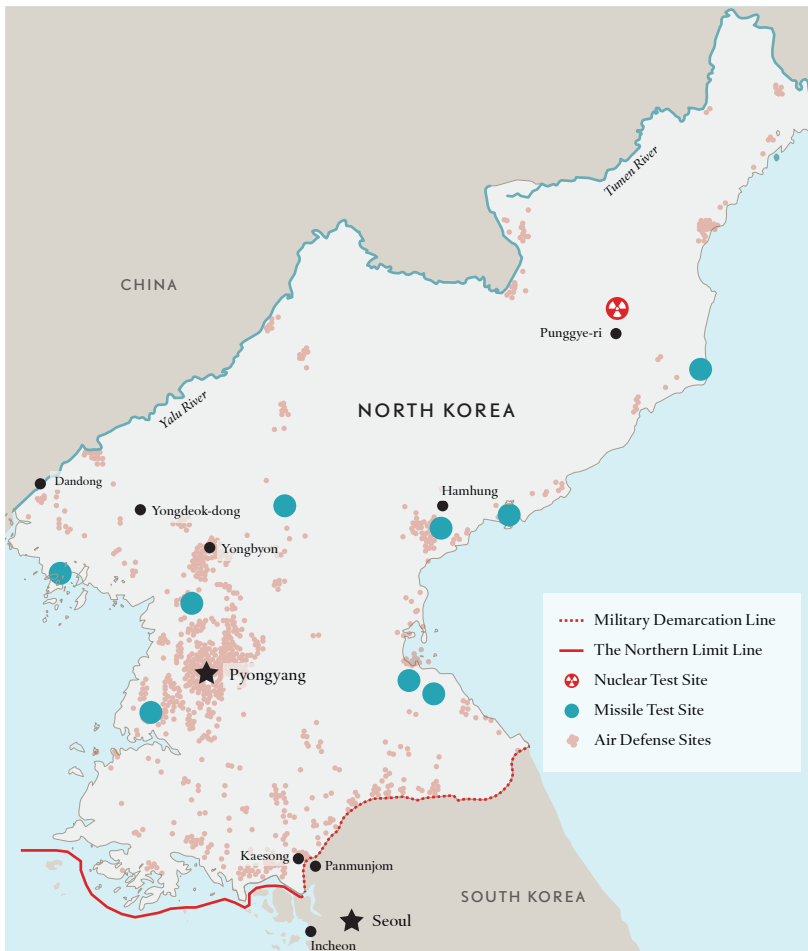 Tumen River
CHINA
Punggye-ri
Yalu River
NORTH KOREA
Dandong
Hamhung
Yongdeok-dong
Yongbyon
Military Demarcation Line
The Northern Limit Line
Pyongyang
Nuclear Test Site
Missile Test Site
Air Defense Sites
Kaesong
Panmunjom
SOUTH KOREA
Seoul
Incheon